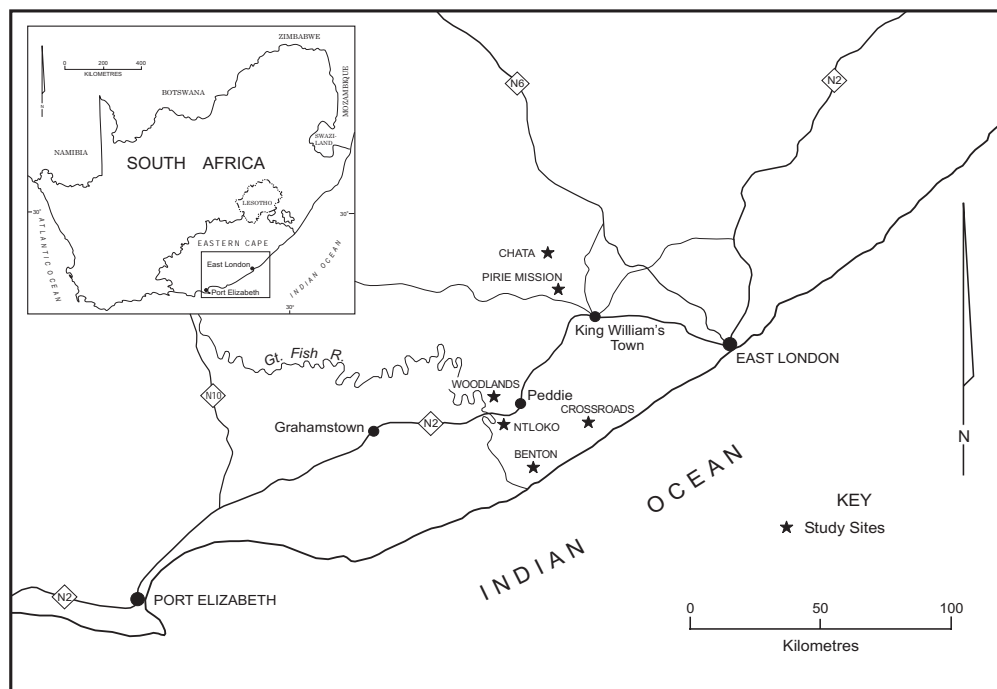 ZIMBABWE
0 200 400
KILOMETRES
N
BOTSWANA
MOZAMBIQUE
NAMIBIA
SWAZI-
LAND
SOUTH AFRICA
LESOTHO
30°
30°
EASTERN CAPE
East London
Port Elizabeth
ATLANTIC OCEAN
INDIAN OCEAN
30°
N6
N2
CHATA
PIRIE MISSION
King William's
Town
EAST LONDON
Gt. Fish R.
WOODLANDS
Peddie
N10
CROSSROADS
Grahamstown
N2
NTLOKO
BENTON
N
INDIAN OCEAN
KEY
Study Sites
N2
PORT ELIZABETH
0 50 100
Kilometres